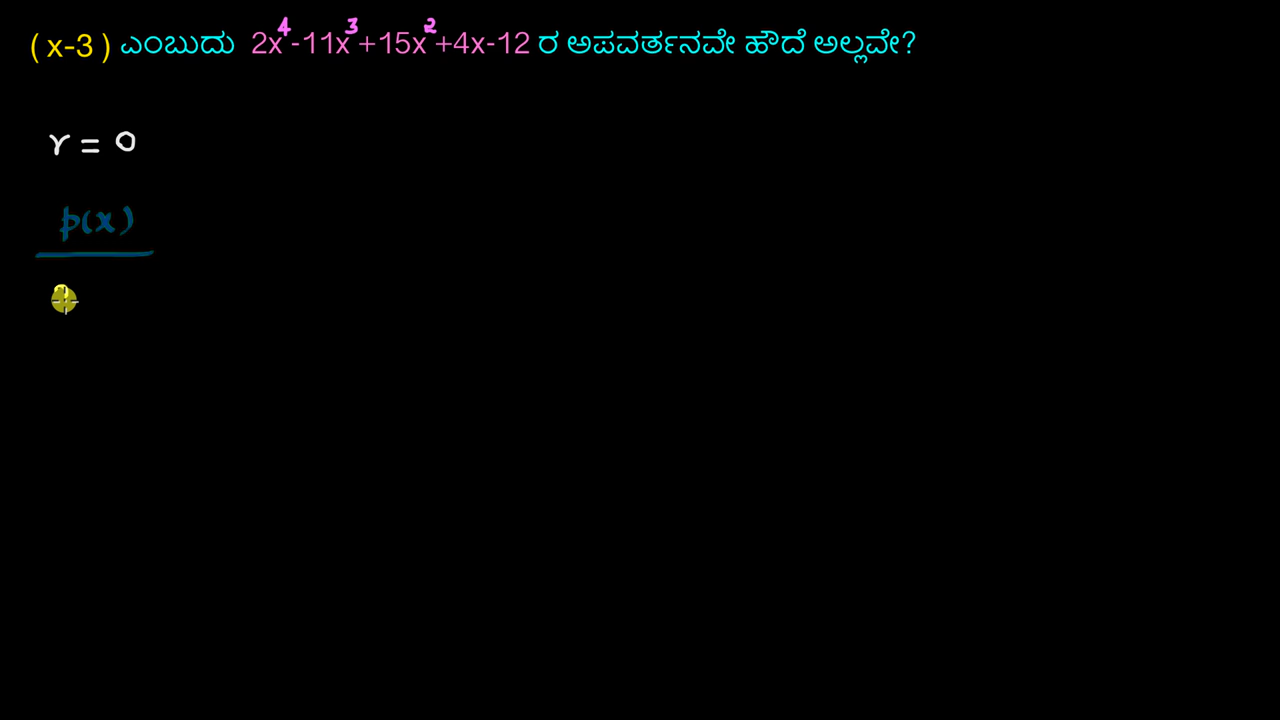 (x-3) ಎಂಬುದು 2x⁴-11x³+15x²+4x-12 ರ ಅಪವರ್ತನವೇ ಹೌದೆ ಅಲ್ಲವೇ?
r = 0
p(x)